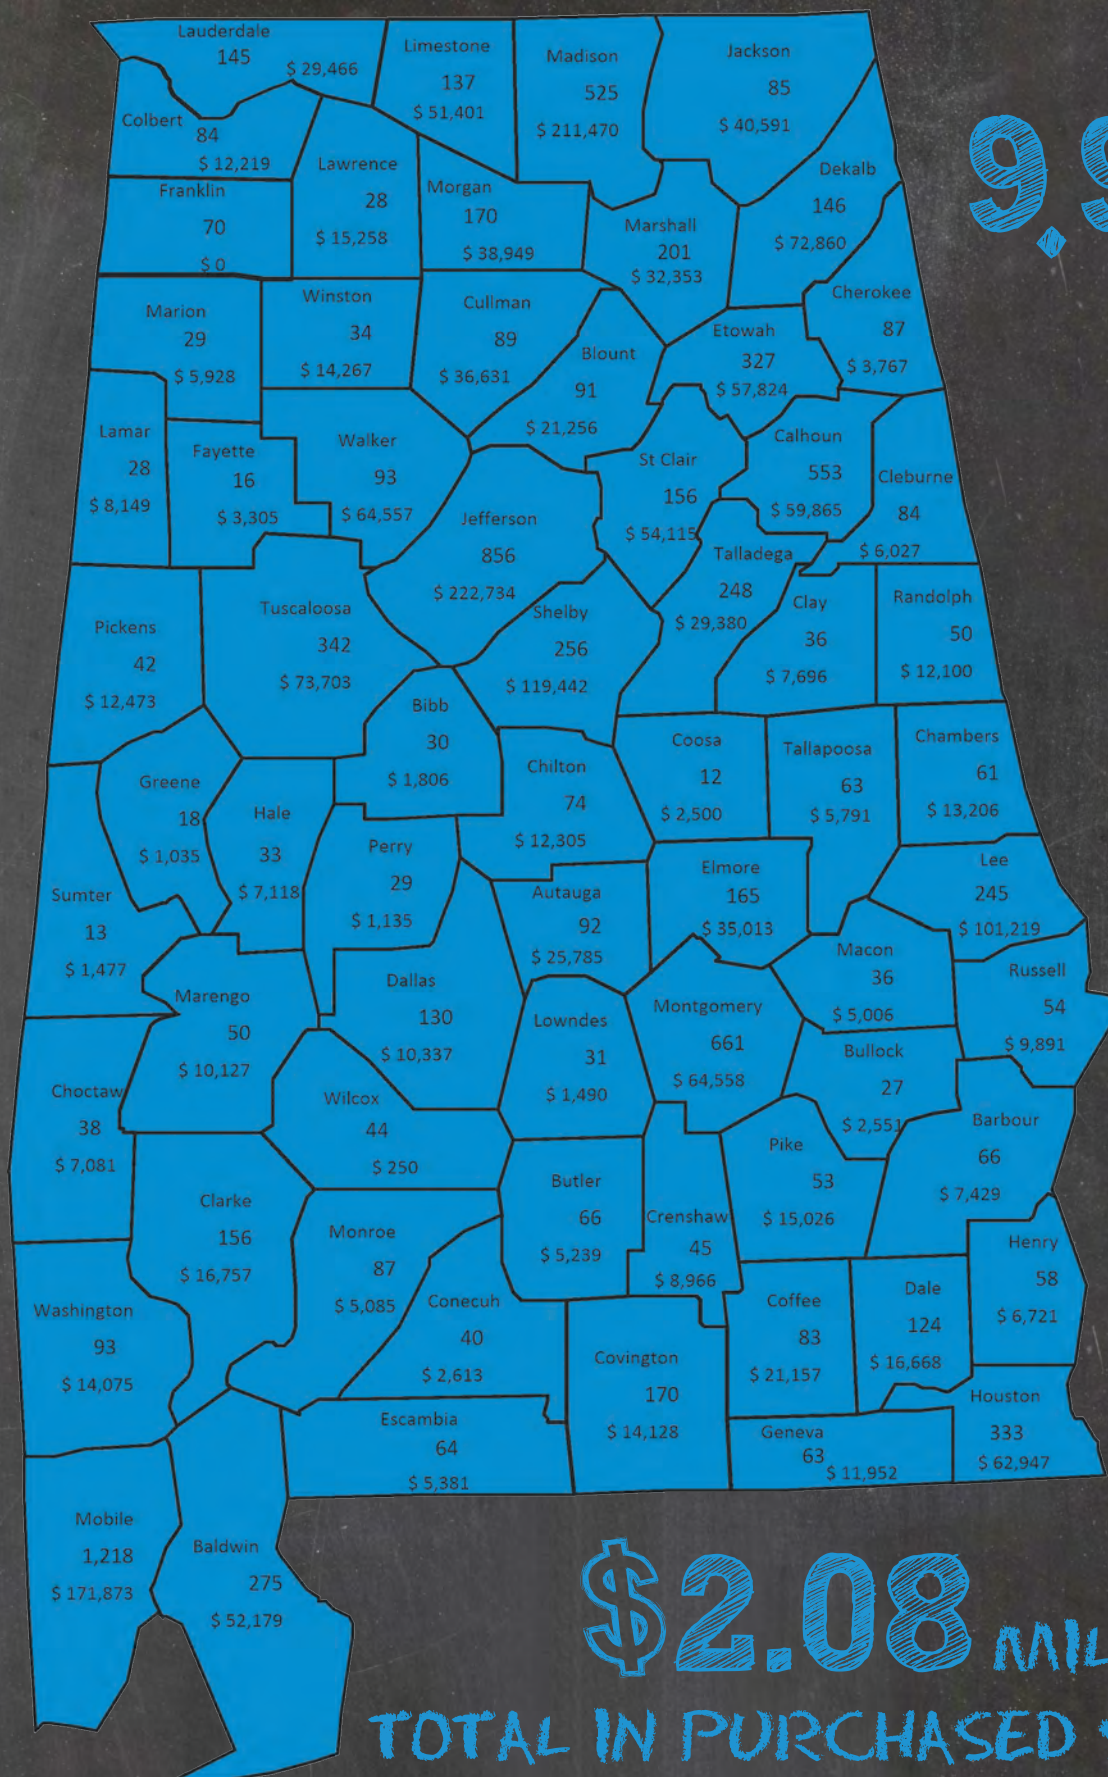 Lauderdale
145
$ 29,466
Limestone
137
$ 51,401
Madison
525
$ 211,470
Jackson
85
$ 40,591
9.9
Colbert
84
$ 12,219
Lawrence
28
$ 15,258
Dekalb
146
$ 72,860
Franklin
70
$ 0
Morgan
170
$ 38,949
Marshall
201
$ 32,353
Marion
29
$ 5,928
Winston
34
$ 14,267
Cullman
89
$ 36,631
Blount
91
$ 21,256
Etowah
327
$ 57,824
Cherokee
87
$ 3,767
Lamar
28
$ 8,149
Fayette
16
$ 3,305
Walker
93
$ 64,557
Jefferson
856
$ 222,734
St Clair
156
$ 54,115
Calhoun
553
$ 59,865
Cleburne
84
$ 6,027
Pickens
42
$ 12,473
Tuscaloosa
342
$ 73,703
Shelby
256
$ 119,442
Talladega
248
$ 29,380
Clay
36
$ 7,696
Randolph
50
$ 12,100
Bibb
30
$ 1,806
Greene
18
$ 1,035
Hale
33
$ 7,118
Chilton
74
$ 12,305
Coosa
12
$ 2,500
Tallapoosa
63
$ 5,791
Chambers
61
$ 13,206
Sumter
13
$ 1,477
Perry
29
$ 1,135
Autauga
92
$ 25,785
Elmore
165
$ 35,013
Lee
245
$ 101,219
Marengo
50
$ 10,127
Dallas
130
$ 10,337
Lowndes
31
$ 1,490
Montgomery
661
$ 64,558
Macon
36
$ 5,006
Russell
54
$ 9,891
Choctaw
38
$ 7,081
Wilcox
44
$ 250
Bullock
27
$ 2,551
Barbour
66
$ 7,429
Clarke
156
$ 16,757
Monroe
87
$ 5,085
Butler
66
$ 5,239
Crenshaw
45
$ 8,966
Pike
53
$ 15,026
Henry
58
$ 6,721
Washington
93
$ 14,075
Conecuh
40
$ 2,613
Covington
170
$ 14,128
Coffee
83
$ 21,157
Dale
124
$ 16,668
Houston
333
$ 62,947
Escambia
64
$ 5,381
Geneva
63
$ 11,952
Mobile
1,218
$ 171,873
Baldwin
275
$ 52,179
$2.08 MIL
TOTAL IN PURCHASED